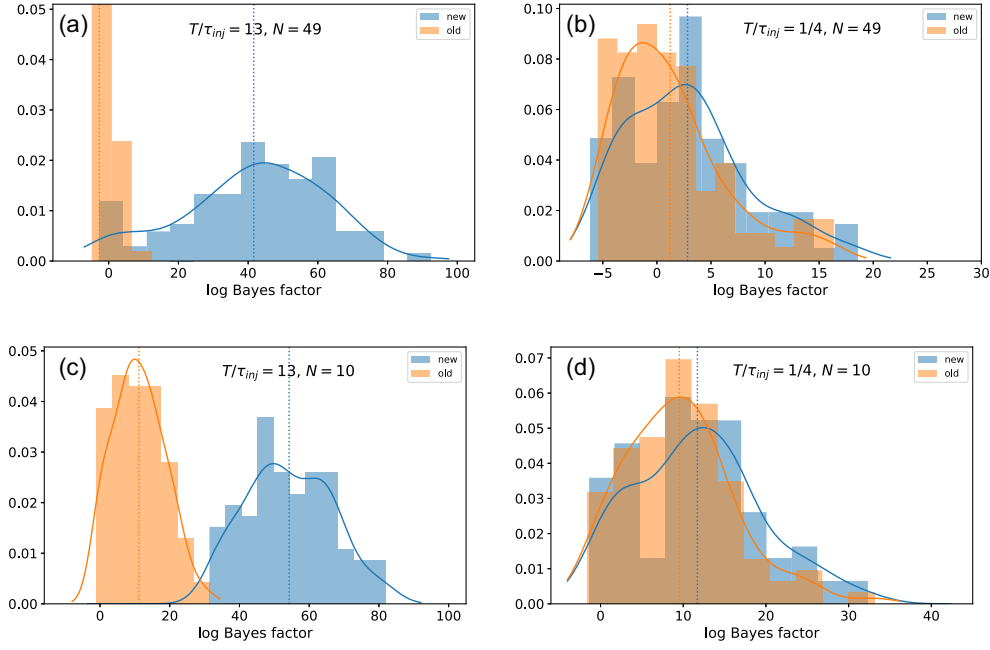 (a)
T/τinj = 13, N = 49
new
old
0.05
0.04
0.03
0.02
0.01
0.00
0
20
40
60
80
100
log Bayes factor
(b)
T/τinj = 1/4, N = 49
new
old
0.10
0.08
0.06
0.04
0.02
0.00
−5
0
5
10
15
20
25
30
log Bayes factor
(c)
T/τinj = 13, N = 10
new
old
0.05
0.04
0.03
0.02
0.01
0.00
0
20
40
60
80
100
log Bayes factor
(d)
T/τinj = 1/4, N = 10
new
old
0.07
0.06
0.05
0.04
0.03
0.02
0.01
0.00
0
10
20
30
40
log Bayes factor